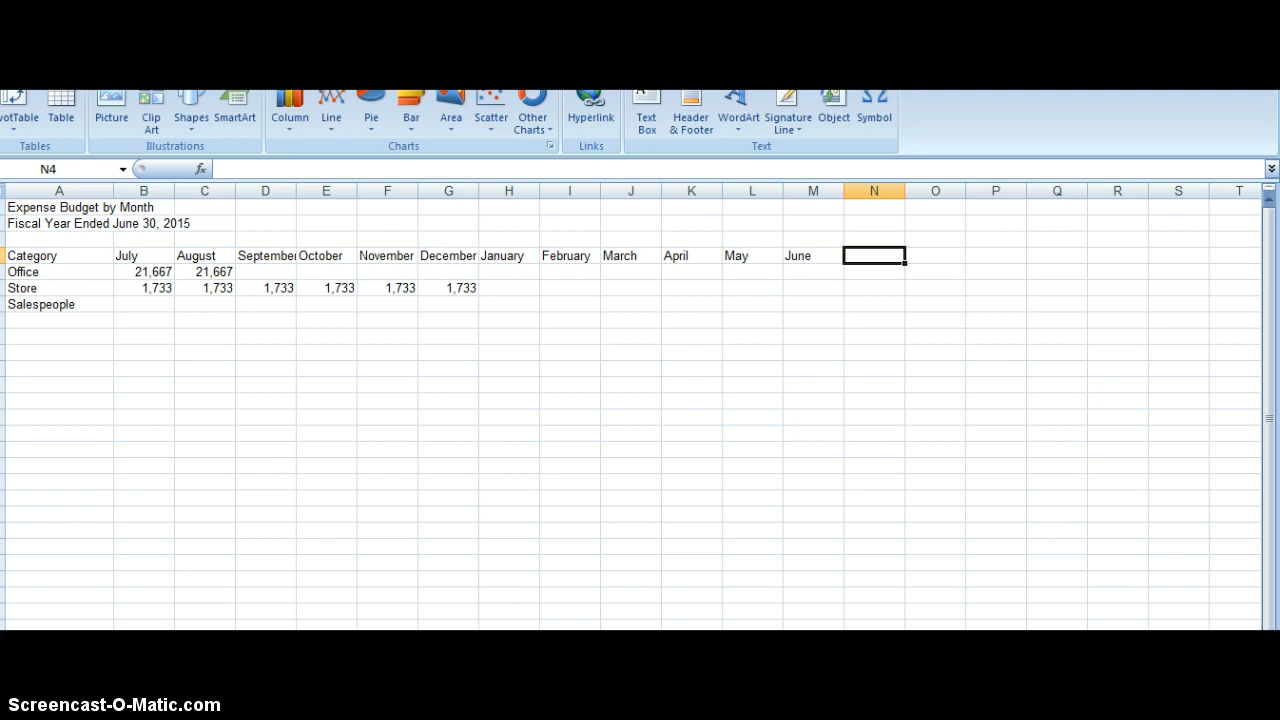 votTable Table Picture Clip Art Shapes SmartArt Column Line Pie Bar Area Scatter Other Charts Hyperlink Text Box Header & Footer WordArt Signature Line Object Symbol
Tables Illustrations Charts Links Text
N4 fx
A B C D E F G H I J K L M N O P Q R S T
Expense Budget by Month
Fiscal Year Ended June 30, 2015
Category July August September October November December January February March April May June
Office 21,667 21,667
Store 1,733 1,733 1,733 1,733 1,733 1,733
Salespeople
Screencast-O-Matic.com